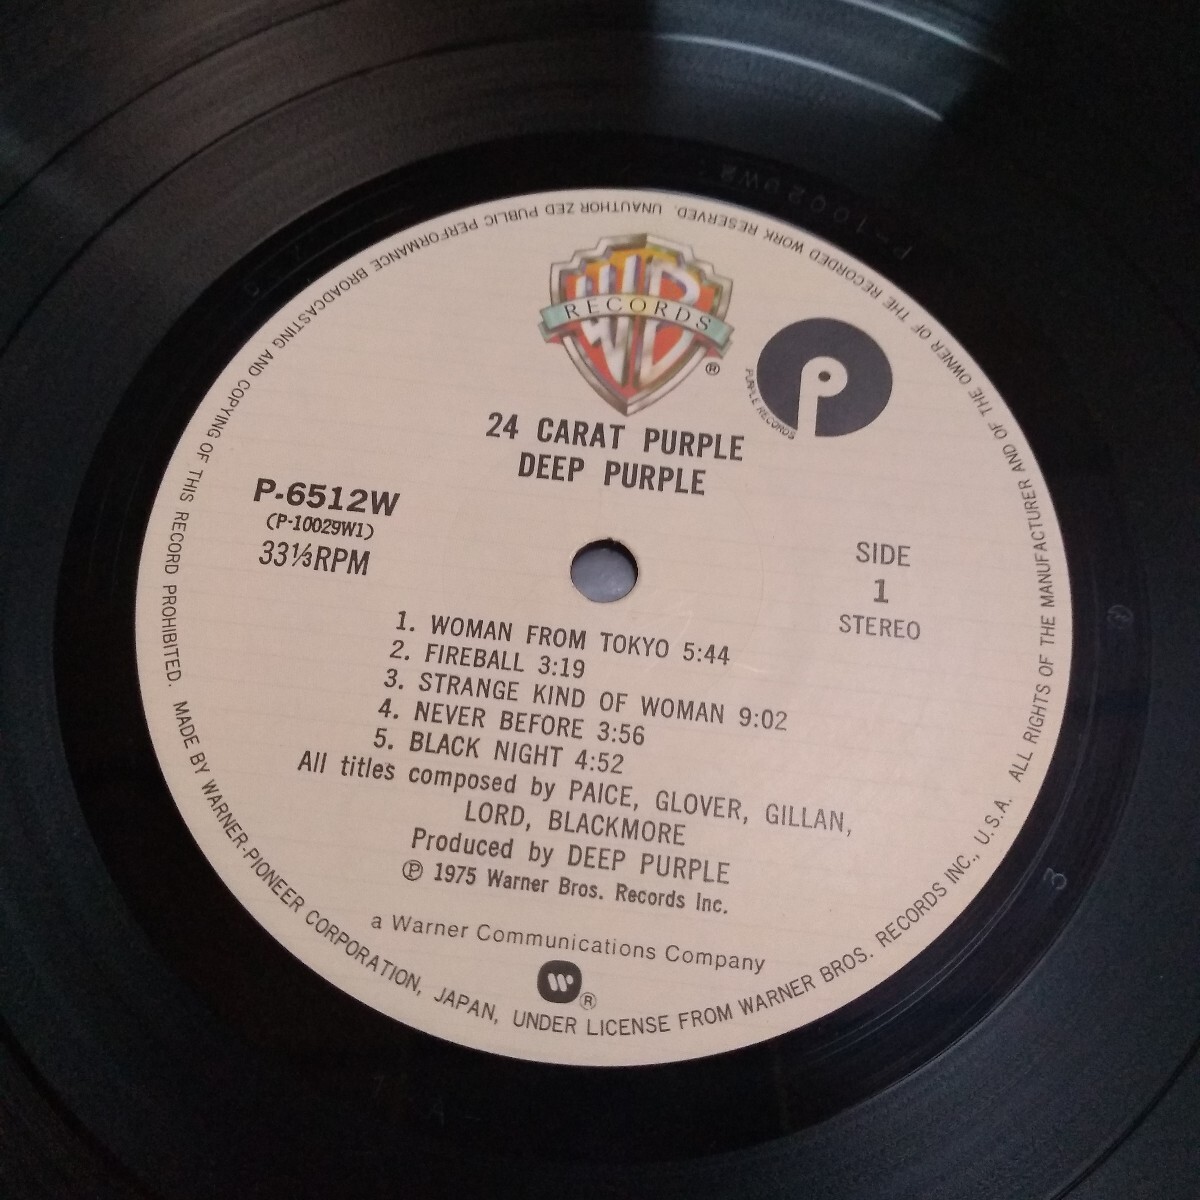 WB
RECORDS
®
P
PURPLE RECORDS
24 CARAT PURPLE
DEEP PURPLE
P-6512W
(P-10029W1)
33⅓RPM
SIDE
1
STEREO
1. WOMAN FROM TOKYO 5:44
2. FIREBALL 3:19
3. STRANGE KIND OF WOMAN 9:02
4. NEVER BEFORE 3:56
5. BLACK NIGHT 4:52
All titles composed by PAICE, GLOVER, GILLAN,
LORD, BLACKMORE
Produced by DEEP PURPLE
℗ 1975 Warner Bros. Records Inc.
a Warner Communications Company
®
MADE BY WARNER-PIONEER CORPORATION, JAPAN, UNDER LICENSE FROM WARNER BROS. RECORDS INC., U.S.A. ALL RIGHTS OF THE MANUFACTURER AND OF THE OWNER OF THE RECORDED WORK RESERVED. UNAUTHOR ZED PUBLIC PERFORMANCE BROADCASTING AND COPYING OF THIS RECORD PROHIBITED.
P-10029W2
3